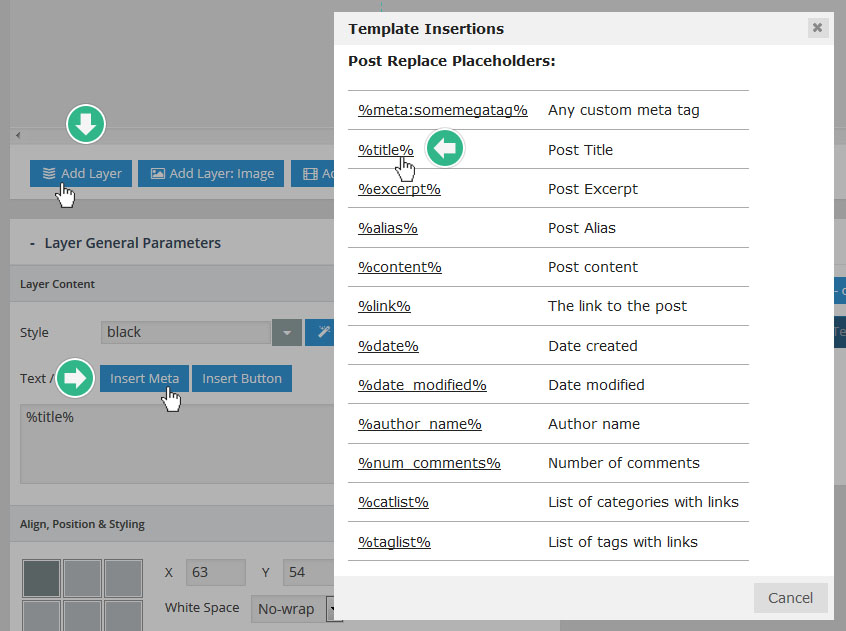 Template Insertions
Post Replace Placeholders:
%meta:somemegatag% Any custom meta tag
%title% Post Title
%excerpt% Post Excerpt
%alias% Post Alias
%content% Post content
%link% The link to the post
%date% Date created
%date_modified% Date modified
%author_name% Author name
%num_comments% Number of comments
%catlist% List of categories with links
%taglist% List of tags with links
Cancel
Add Layer Add Layer: Image
- Layer General Parameters
Layer Content
Style black
Text / Insert Meta Insert Button
%title%
Align, Position & Styling
X 63 Y 54
White Space No-wrap